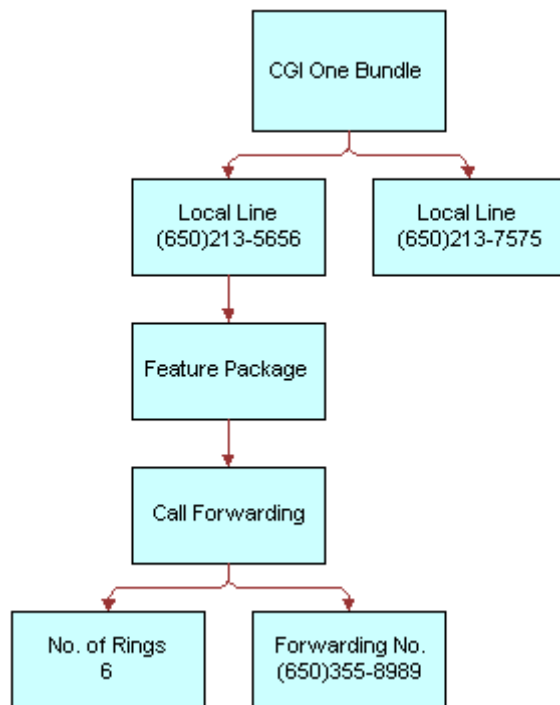 CGI One Bundle
Local Line
(650)213-5656
Local Line
(650)213-7575
Feature Package
Call Forwarding
No. of Rings
6
Forwarding No.
(650)355-8989